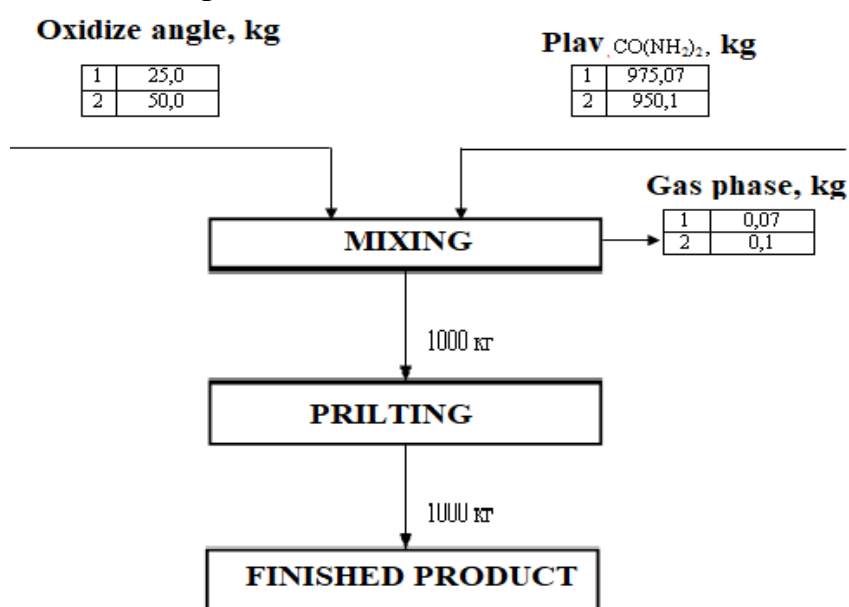 Oxidize angle, kg
1 25,0
2 50,0
Plav CO(NH₂)₂, kg
1 975,07
2 950,1
Gas phase, kg
1 0,07
2 0,1
MIXING
1000 кг
PRILTING
1000 кг
FINISHED PRODUCT